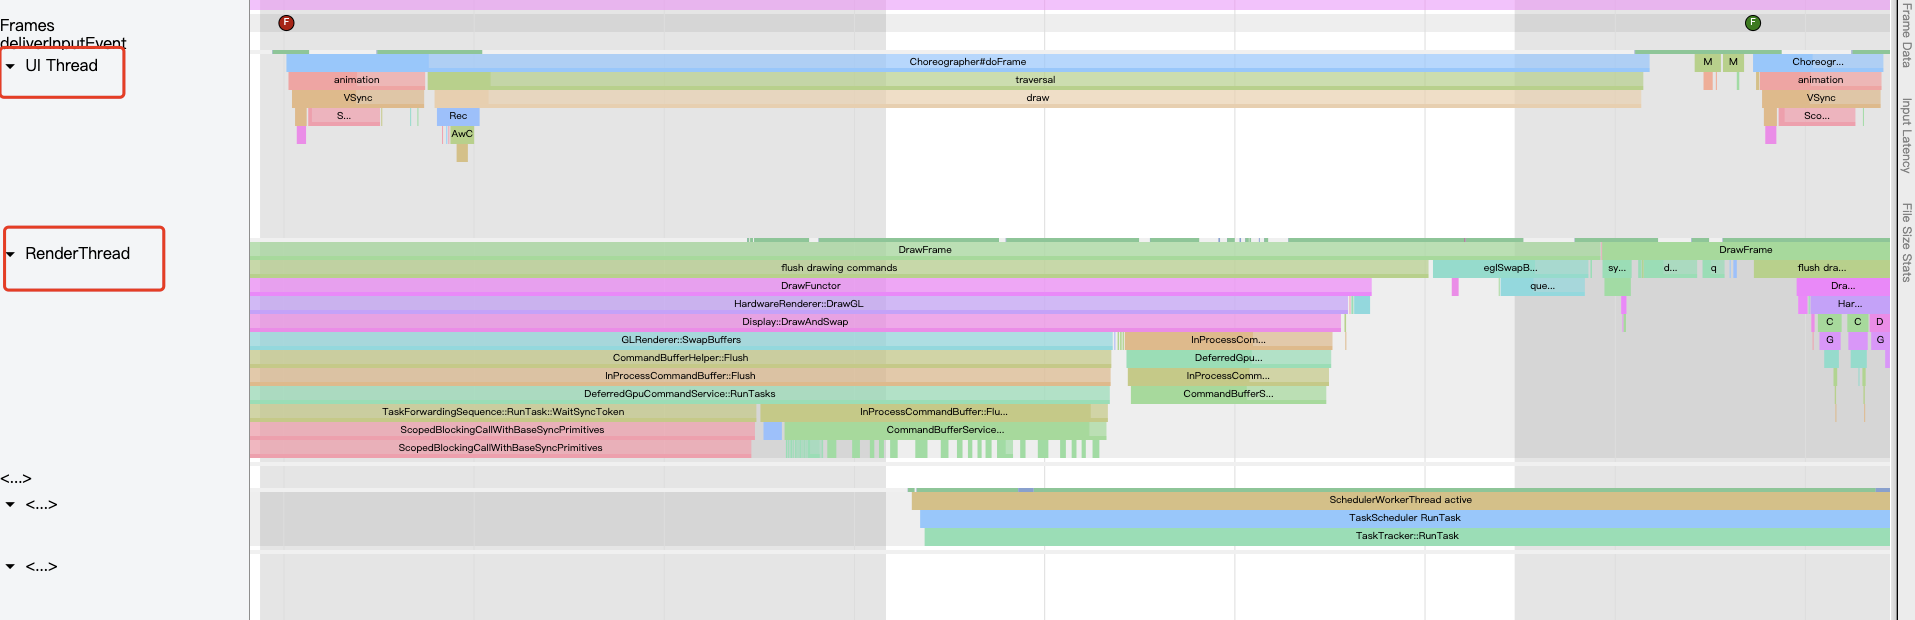 Frames
F
F
deliverInputEvent
UI Thread
Choreographer#doFrame
M
M
Choreogr...
animation
traversal
animation
VSync
draw
VSync
S...
Rec
Sco...
AwC
RenderThread
DrawFrame
DrawFrame
flush drawing commands
eglSwapB...
sy...
d...
q
flush dra...
DrawFunctor
que...
Dra...
HardwareRenderer::DrawGL
Har...
Display::DrawAndSwap
C
C
D
GLRenderer::SwapBuffers
InProcessCom...
G
G
CommandBufferHelper::Flush
DeferredGpu...
InProcessCommandBuffer::Flush
InProcessComm...
DeferredGpuCommandService::RunTasks
CommandBufferS...
TaskForwardingSequence::RunTask::WaitSyncToken
InProcessCommandBuffer::Flu...
ScopedBlockingCallWithBaseSyncPrimitives
CommandBufferService...
ScopedBlockingCallWithBaseSyncPrimitives
<...>
<...>
SchedulerWorkerThread active
TaskScheduler RunTask
TaskTracker::RunTask
<...>
Frame Data
Input Latency
File Size Stats